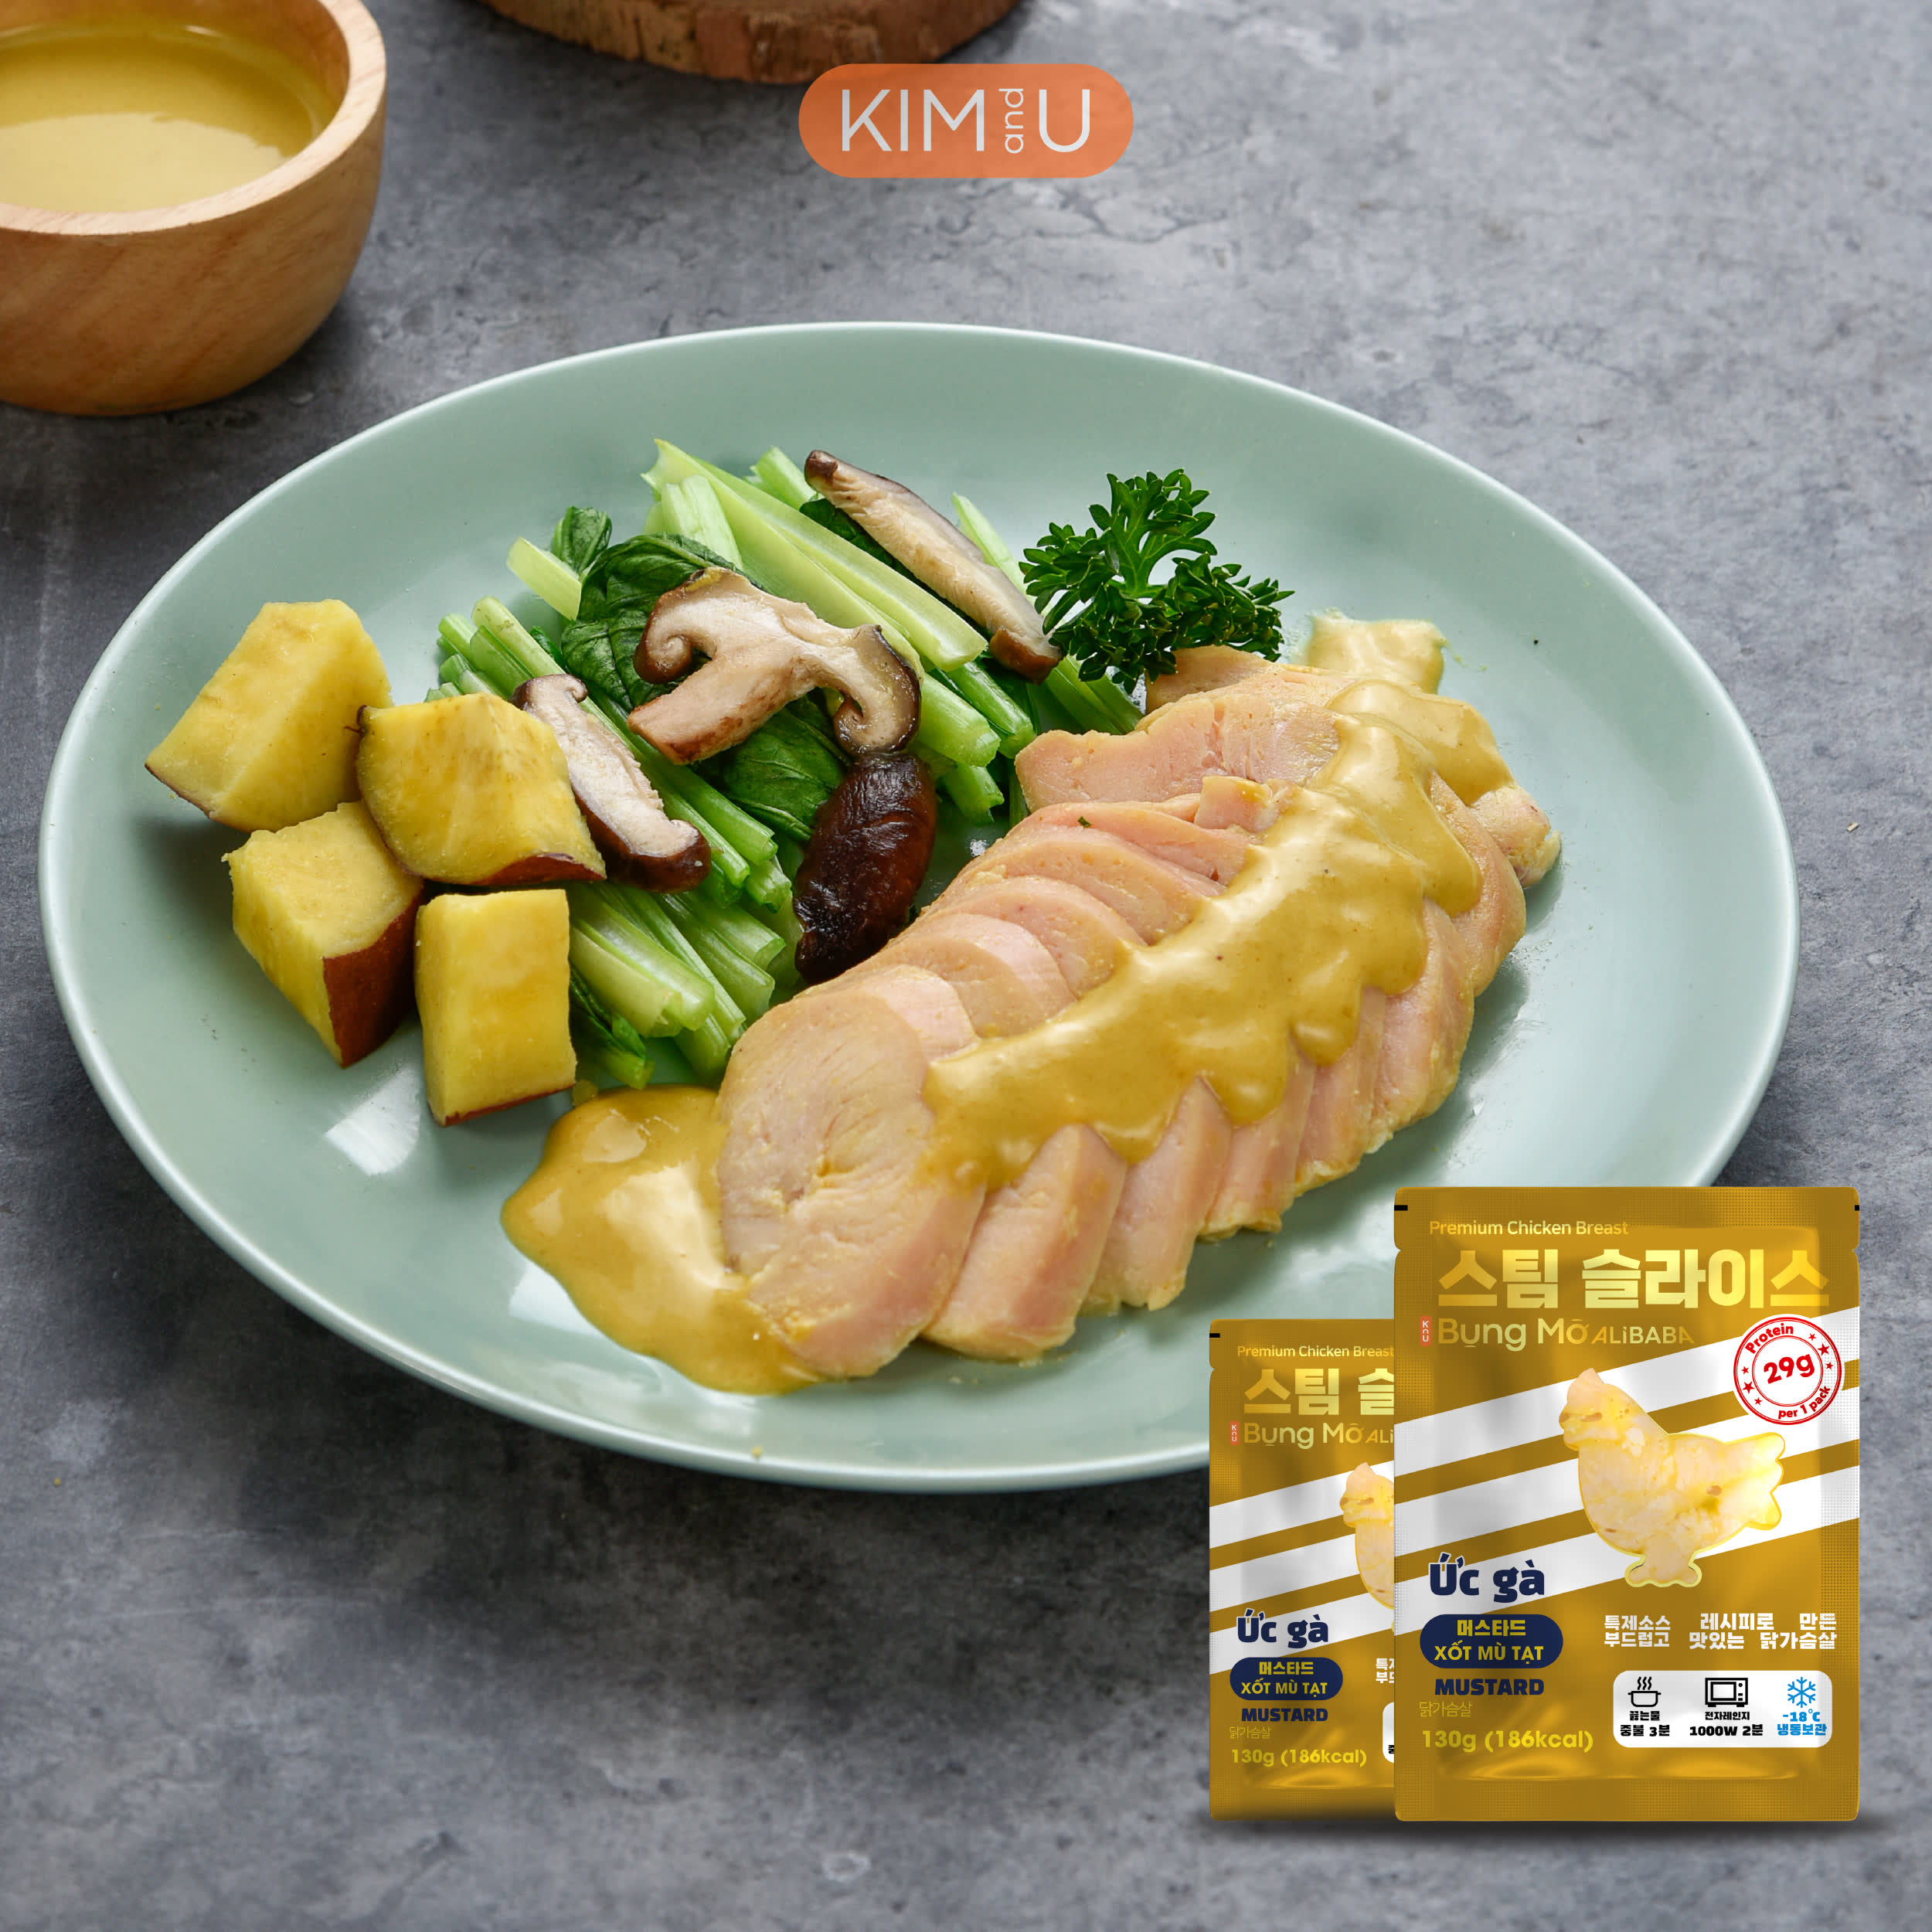 KIM and U
Premium Chicken Breast
스팀 슬라이스
KnU Bụng Mỡ ALiBABA
Protein
29g
per 1 pack
Ức gà
머스타드
XỐT MÙ TẠT
MUSTARD
닭가슴살
130g (186kcal)
특제소스 레시피로 만든
부드럽고 맛있는 닭가슴살
끓는물
중불 3분
전자레인지
1000W 2분
-18°C
냉동보관
Premium Chicken Breast
스팀 슬
KnU Bụng Mỡ ALi
Ức gà
머스타드
XỐT MÙ TẠT
MUSTARD
닭가슴살
130g (186kcal)